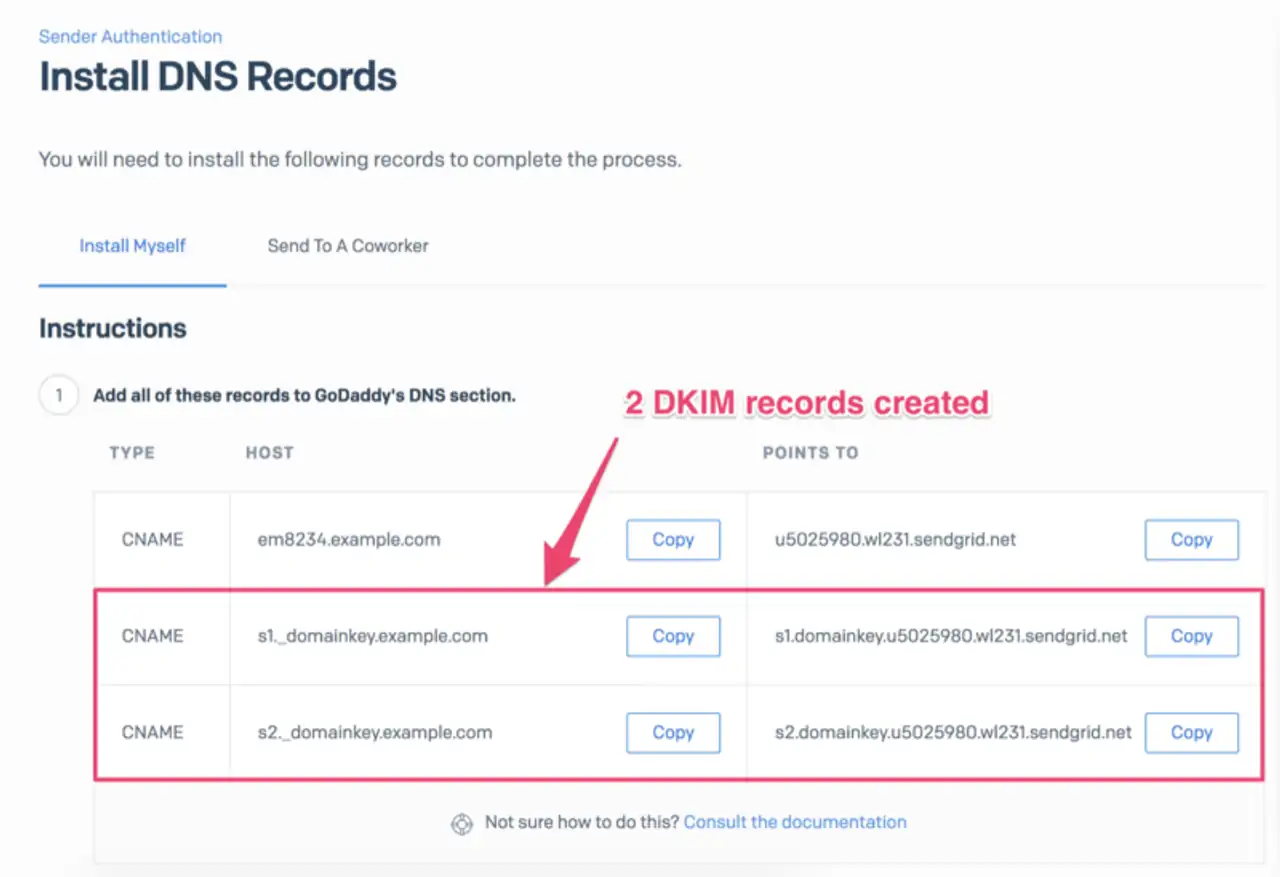 Sender Authentication
Install DNS Records
You will need to install the following records to complete the process.
Install Myself Send To A Coworker
Instructions
1 Add all of these records to GoDaddy's DNS section.
2 DKIM records created
TYPE HOST POINTS TO
CNAME em8234.example.com Copy u5025980.wl231.sendgrid.net Copy
CNAME s1._domainkey.example.com Copy s1.domainkey.u5025980.wl231.sendgrid.net Copy
CNAME s2._domainkey.example.com Copy s2.domainkey.u5025980.wl231.sendgrid.net Copy
Not sure how to do this? Consult the documentation